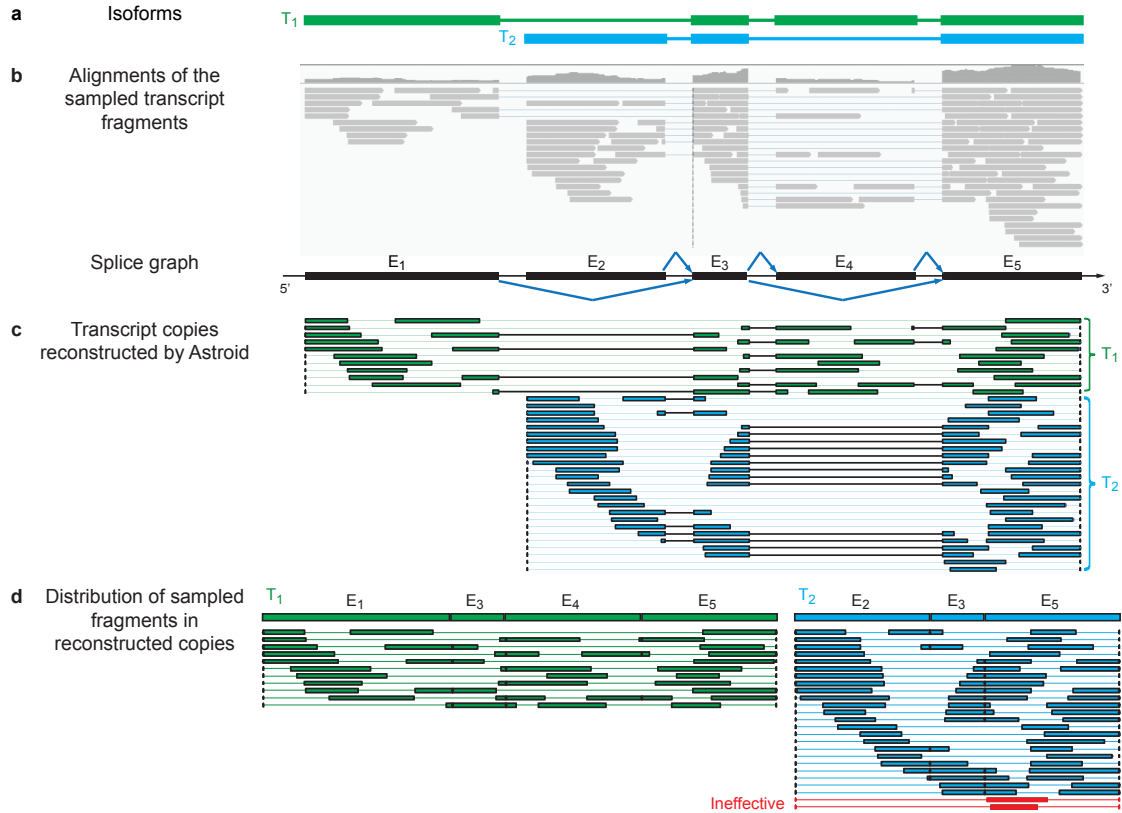 a Isoforms T1
T2
b Alignments of the
sampled transcript
fragments
Splice graph E1 E2 E3 E4 E5
5' 3'
c Transcript copies
reconstructed by Astroid
T1
T2
d Distribution of sampled
fragments in
reconstructed copies
T1 E1 E3 E4 E5
T2 E2 E3 E5
Ineffective